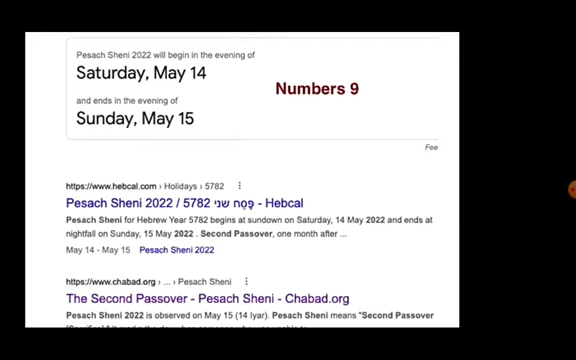 Pesach Sheni 2022 will begin in the evening of
Saturday, May 14
Numbers 9
and ends in the evening of
Sunday, May 15
Fee
https://www.hebcal.com › Holidays › 5782
Pesach Sheni 2022 / 5782 פֶּסַח שני - Hebcal
Pesach Sheni for Hebrew Year 5782 begins at sundown on Saturday, 14 May 2022 and ends at
nightfall on Sunday, 15 May 2022 . Second Passover, one month after ...
May 14 - May 15 Pesach Sheni 2022
https://www.chabad.org › ... › Pesach Sheni
The Second Passover - Pesach Sheni - Chabad.org
Pesach Sheni 2022 is observed on May 15 (14 Iyar). Pesach Sheni means "Second Passover